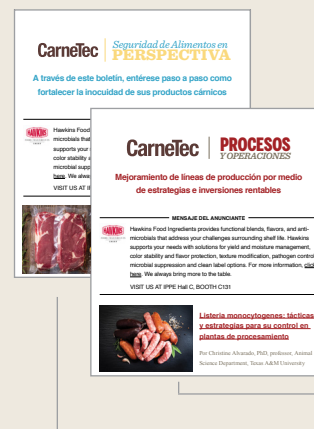 CarneTec
Seguridad de Alimentos en
PERSPECTIVA
A través de este boletín, entérese paso a paso como
fortalecer la inocuidad de sus productos cárnicos
HAWKINS
Hawkins Food
microbials that
supports your
color stability a
microbial supp
here. We alwa
VISIT US AT I
CarneTec
PROCESOS
Y OPERACIONES
Mejoramiento de líneas de producción por medio
de estrategias e inversiones rentables
MENSAJE DEL ANUNCIANTE
HAWKINS
Hawkins Food Ingredients provides functional blends, flavors, and anti-
microbials that address your challenges surrounding shelf life. Hawkins
supports your needs with solutions for yield and moisture management,
color stability and flavor protection, texture modification, pathogen control
microbial suppression and clean label options. For more information, click
here. We always bring more to the table.
VISIT US AT IPPE Hall C, BOOTH C131
Listeria monocytogenes: tácticas
y estrategias para su control en
plantas de procesamiento
Por Christine Alvarado, PhD, professor, Animal
Science Department, Texas A&M University